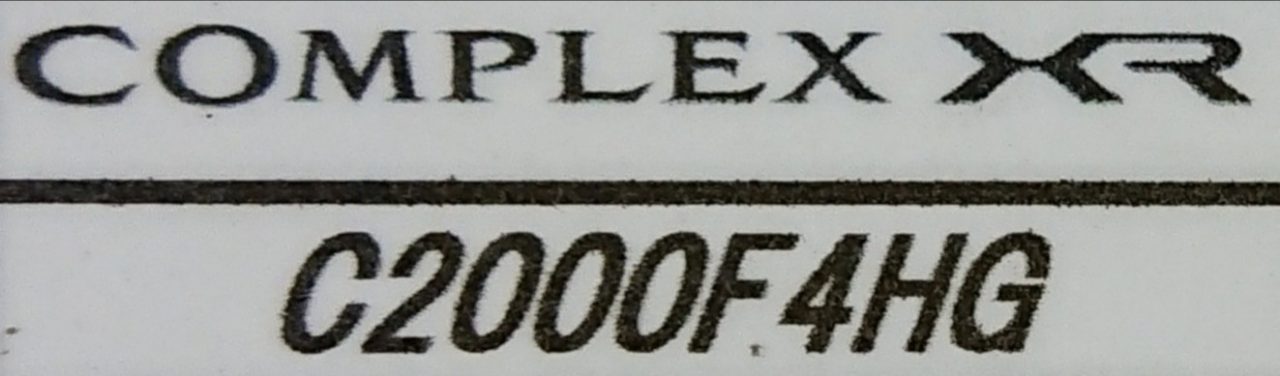 COMPLEX XR
C2000F4HG